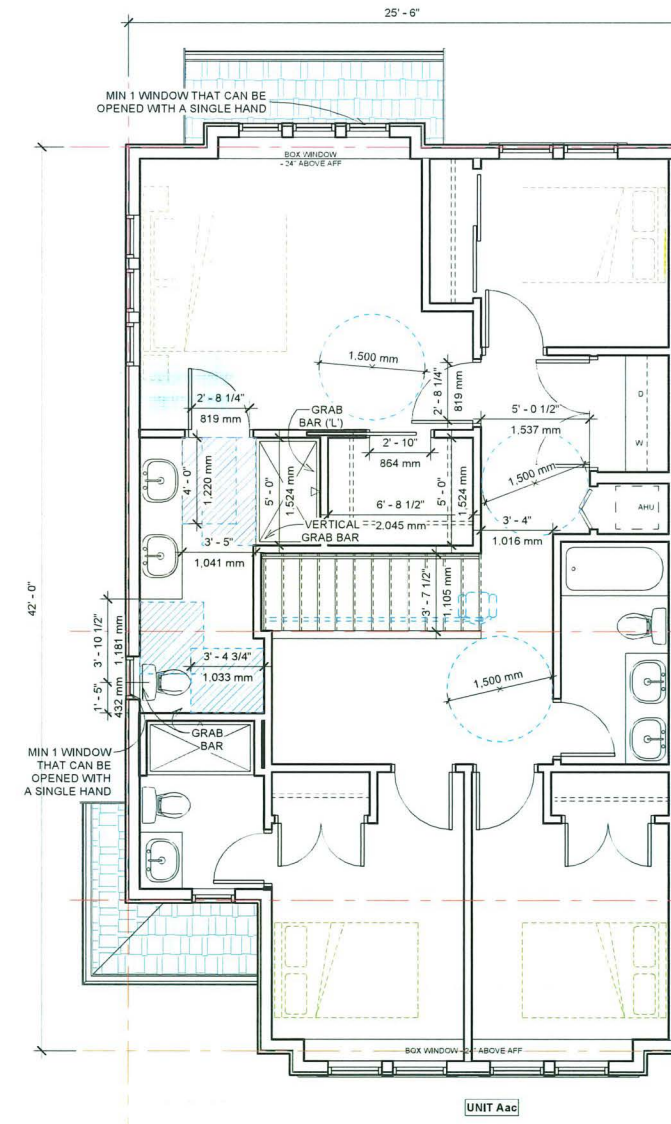 25' - 6"
MIN 1 WINDOW THAT CAN BE
OPENED WITH A SINGLE HAND
BOX WINDOW
- 24" ABOVE AFF
1,500 mm
2' - 8 1/4"
819 mm
2' - 8 1/4"
819 mm
GRAB
BAR ('L')
5' - 0 1/2"
1,537 mm
D
W
2' - 10"
864 mm
4' - 0"
1,220 mm
5' - 0"
1,524 mm
6' - 8 1/2"
2,045 mm
5' - 0"
1,524 mm
1,500 mm
AHU
VERTICAL
GRAB BAR
3' - 4"
1,016 mm
3' - 5"
1,041 mm
3' - 7 1/2"
1,105 mm
42' - 0"
3' - 10 1/2"
1,181 mm
3' - 4 3/4"
1,033 mm
1,500 mm
1' - 5"
432 mm
GRAB
BAR
MIN 1 WINDOW
THAT CAN BE
OPENED WITH
A SINGLE HAND
BOX WINDOW - 24" ABOVE AFF
UNIT Aac